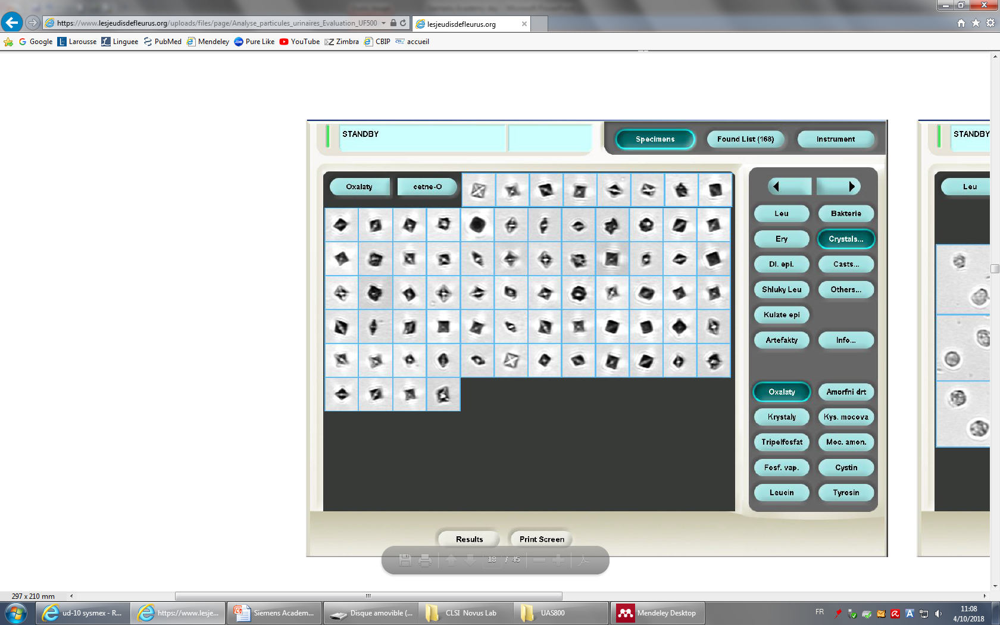 https://www.lesjeudisdefleurus.org/uploads/files/page/Analyse_particules_urinaires_Evaluation_UF500
lesjeudisdefleurus.org
Google Larousse Linguee PubMed Mendeley Pure Like YouTube Zimbra CBIP accueil
STANDBY
Specimens Found List (168) Instrument
STANDBY
Oxalaty cetne-O
Leu
Leu Bakterie
Ery Crystals...
Dl. epi. Casts...
Shluky Leu Others...
Kulate epi
Artefakty Info...
Oxalaty Amorfni drt
Krystaly Kys. mocova
Tripelfosfat Moc. amon.
Fosf. vap. Cystin
Leucin Tyrosin
Results Print Screen
18 / 45
297 x 210 mm
ud-10 sysmex - R... https://www.lesje... Siemens Academ... Disque amovible (... CLSI Novus Lab UAS800 Mendeley Desktop
FR
11:08
4/10/2018